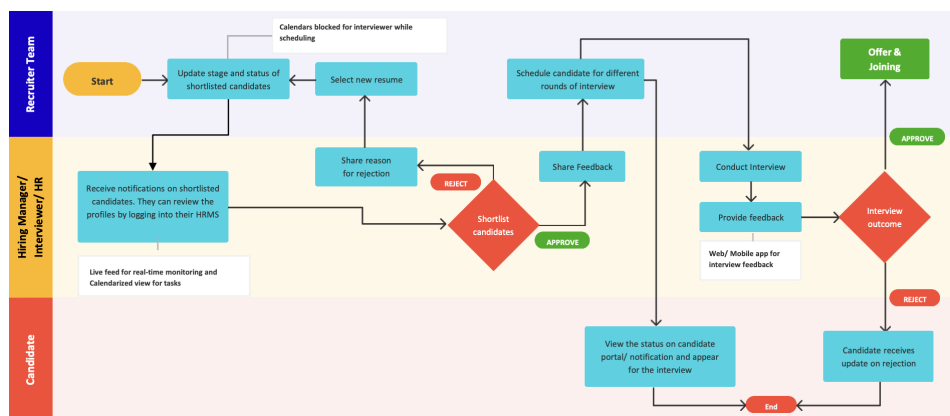 Recruiter Team
Calendars blocked for interviewer while
scheduling
Start
Update stage and status of
shortlisted candidates
Select new resume
Schedule candidate for different
rounds of interview
Offer &
Joining
APPROVE
Hiring Manager/
Interviewer/ HR
Receive notifications on shortlisted
candidates. They can review the
profiles by logging into their HRMS
Share reason
for rejection
REJECT
Shortlist
candidates
APPROVE
Share Feedback
Conduct Interview
Provide feedback
Interview
outcome
Web/ Mobile app for
interview feedback
Live feed for real-time monitoring and
Calendarized view for tasks
REJECT
Candidate
View the status on candidate
portal/ notification and appear
for the interview
Candidate receives
update on rejection
End